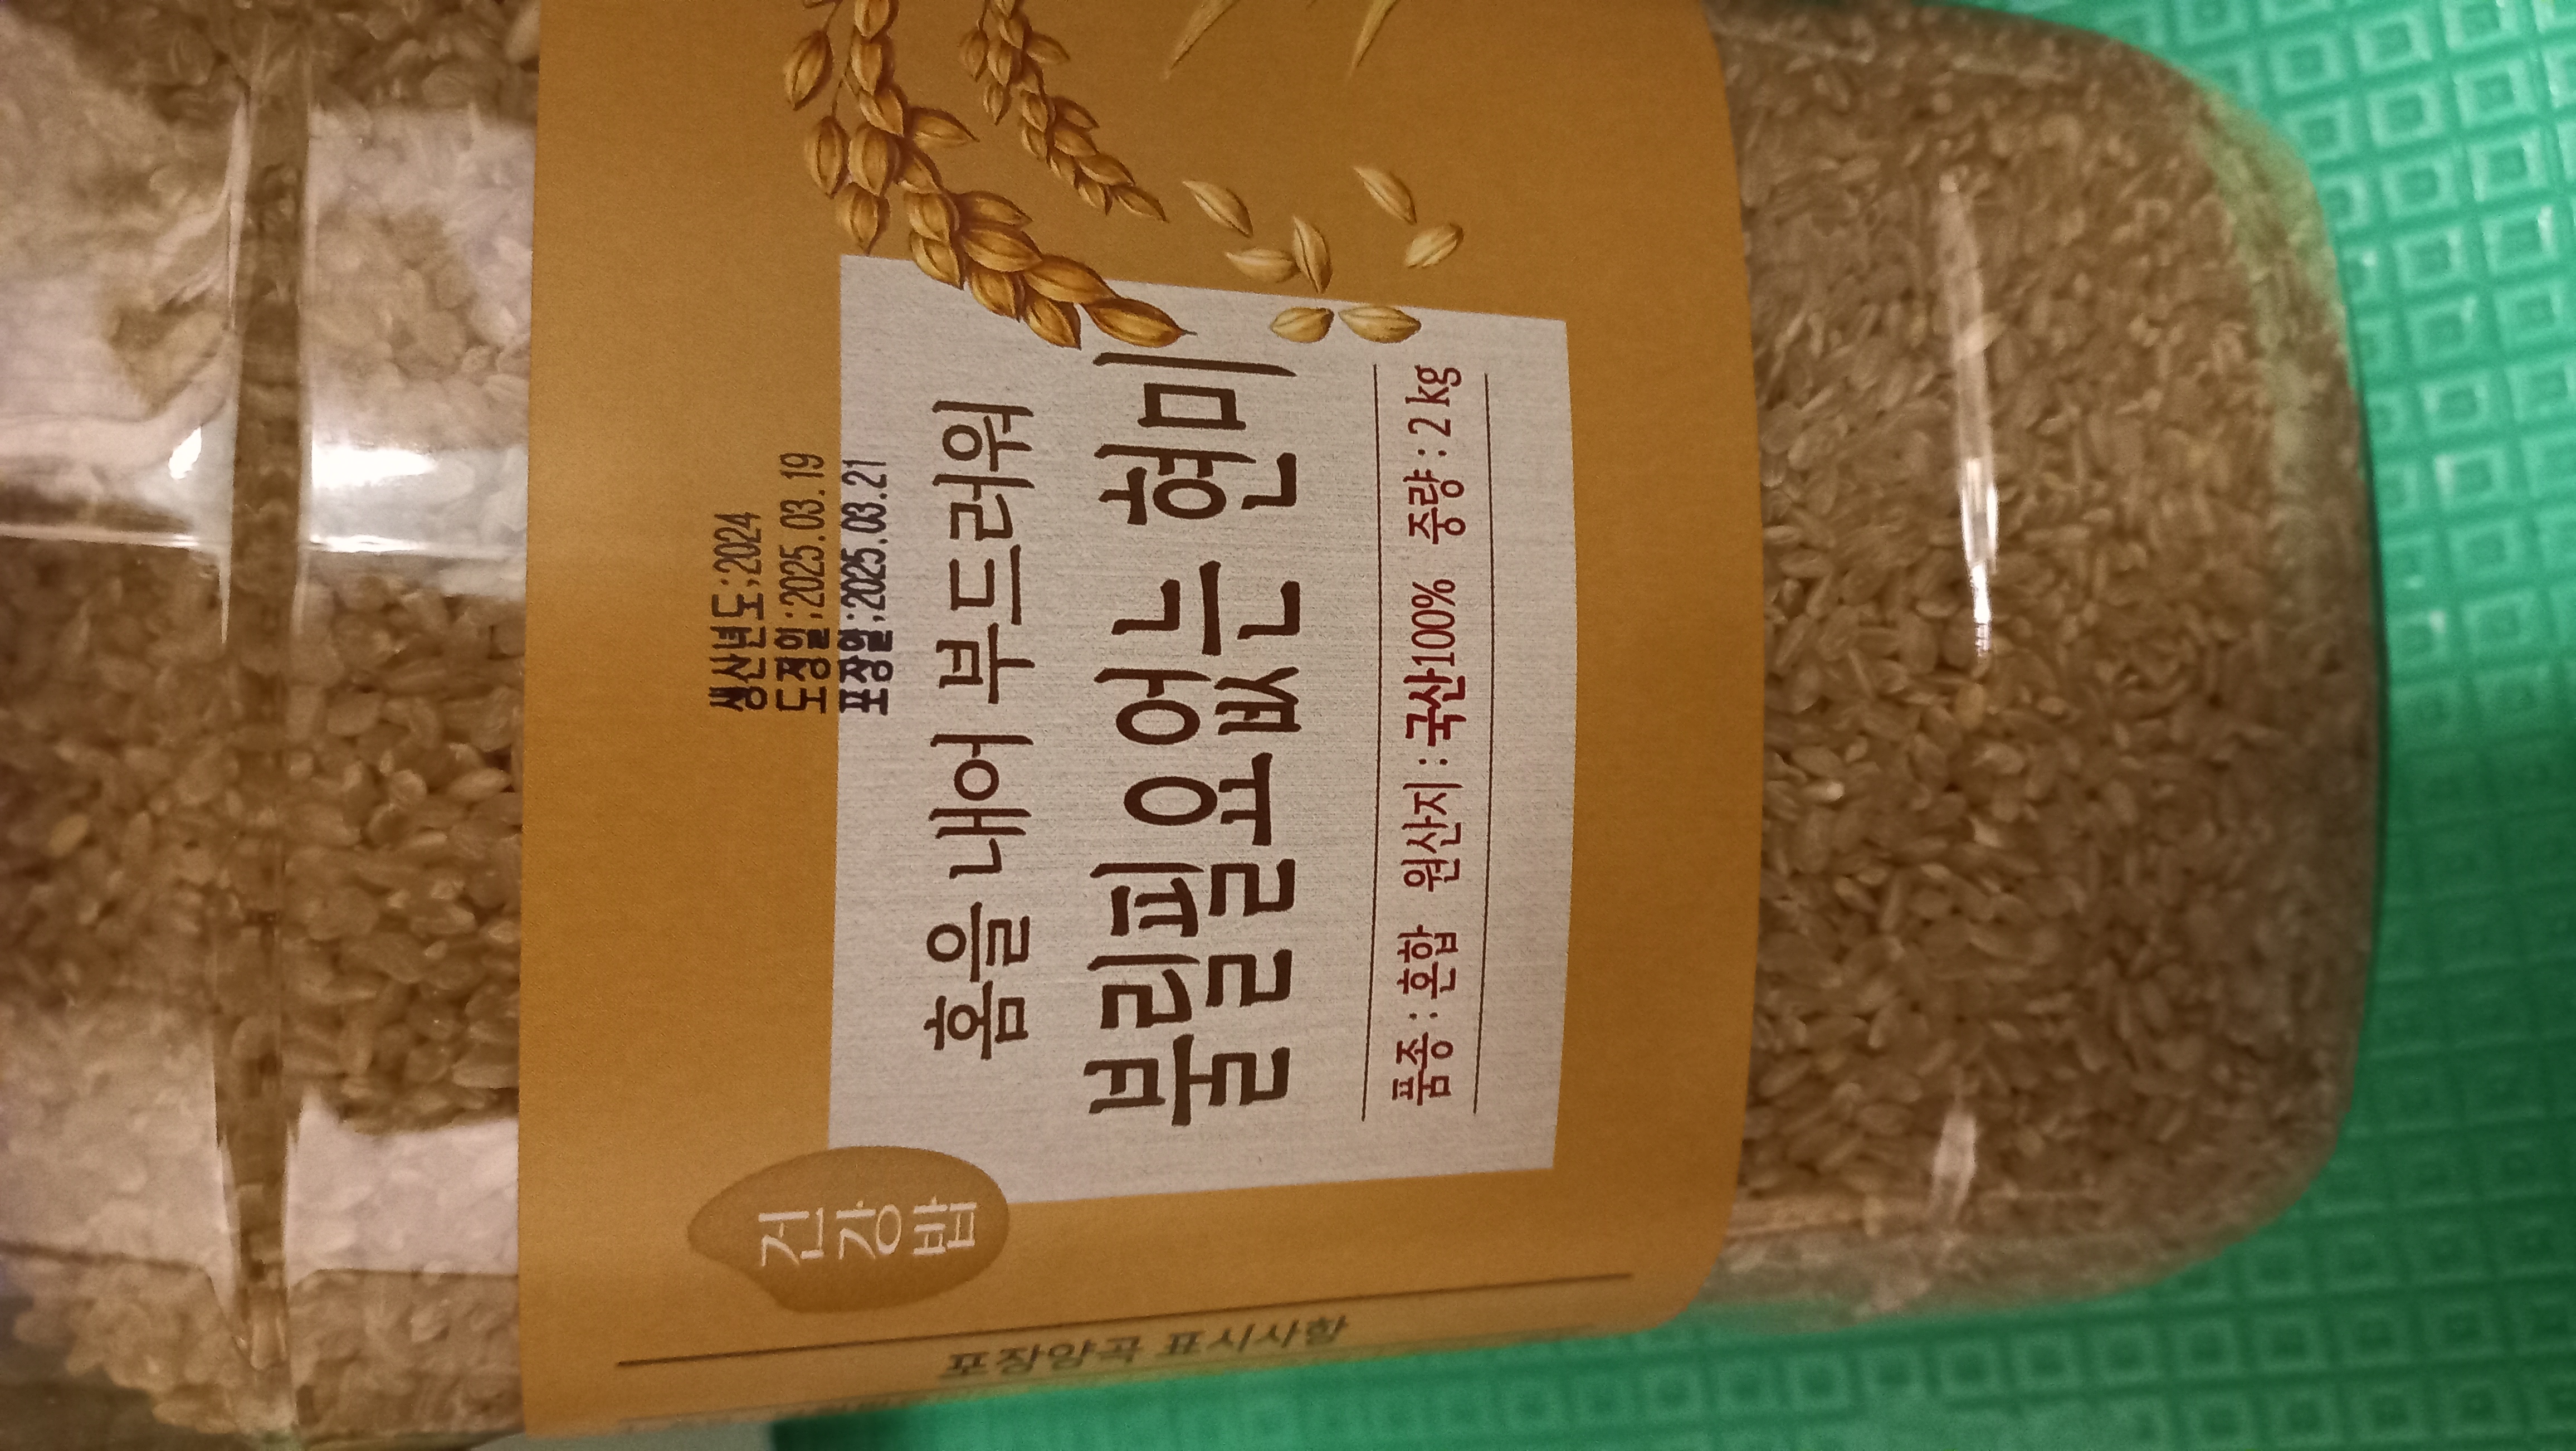 생산년도;2024
도정일;2025.03.19
포장일;2025.03.21
건
강
밥
홈을 내어 부드러워
불릴 필요 없는 현미
품종 : 혼합 원산지 : 국산100% 중량 : 2 kg
포장양곡 표시사항